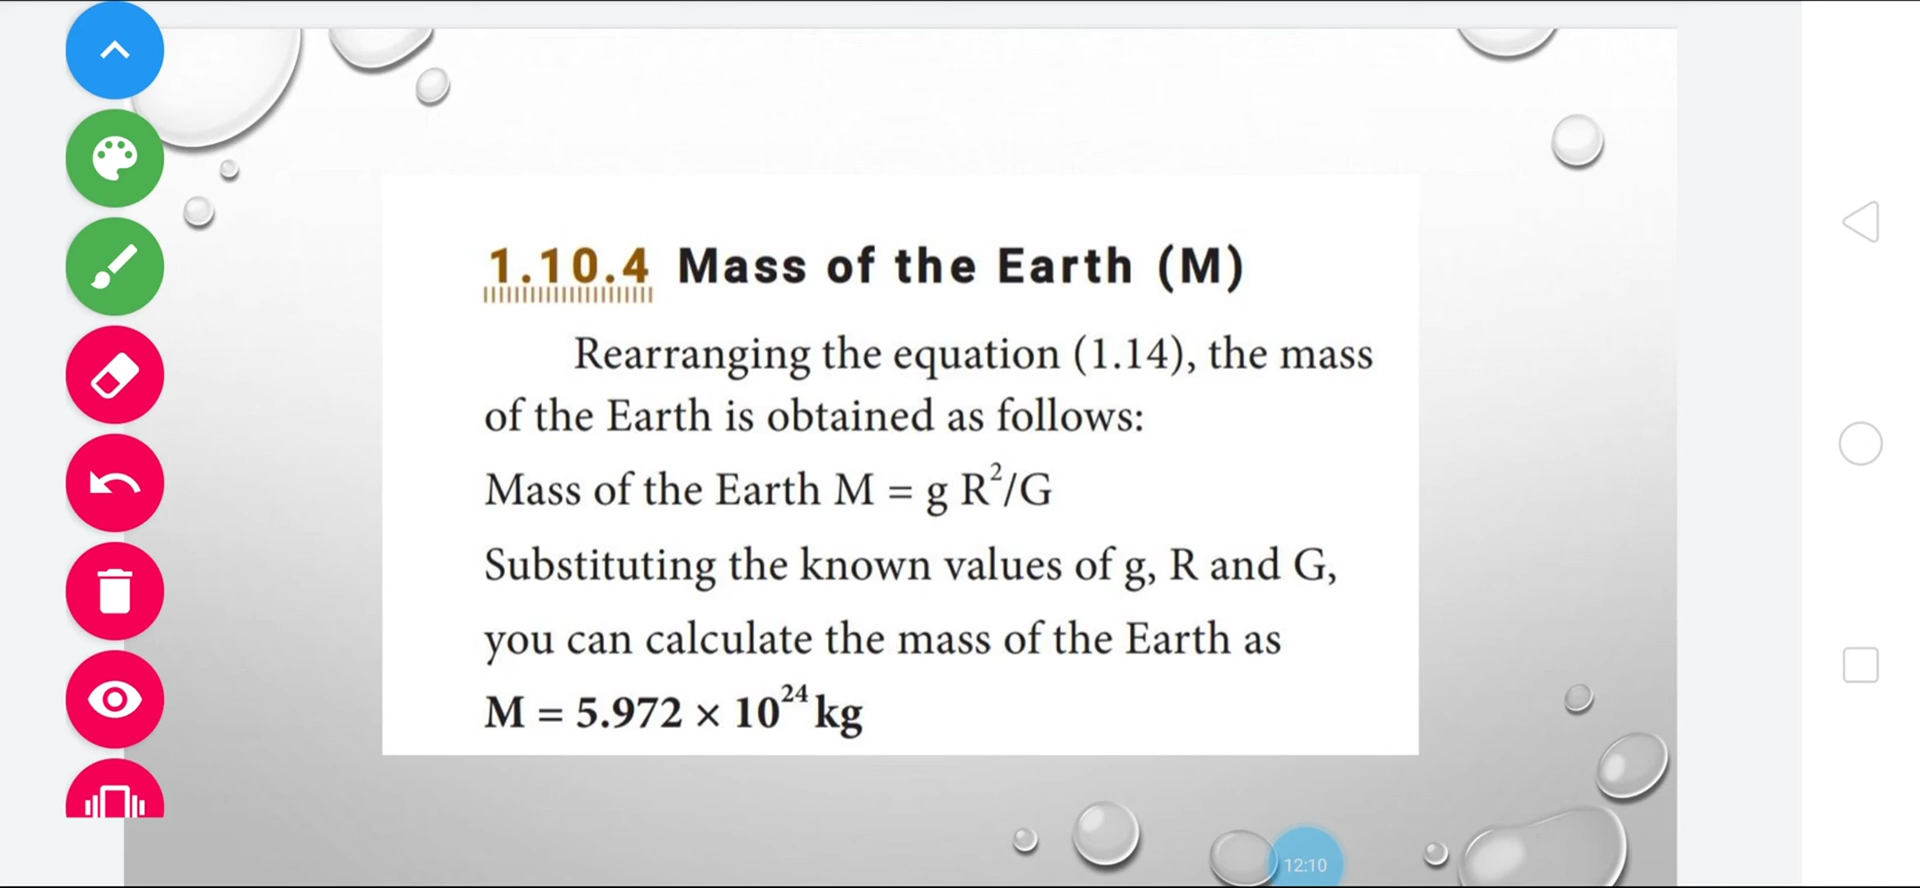 1.10.4 Mass of the Earth (M)
Rearranging the equation (1.14), the mass
of the Earth is obtained as follows:
Mass of the Earth M = g R²/G
Substituting the known values of g, R and G,
you can calculate the mass of the Earth as
M = 5.972 × 10²⁴ kg
12:10